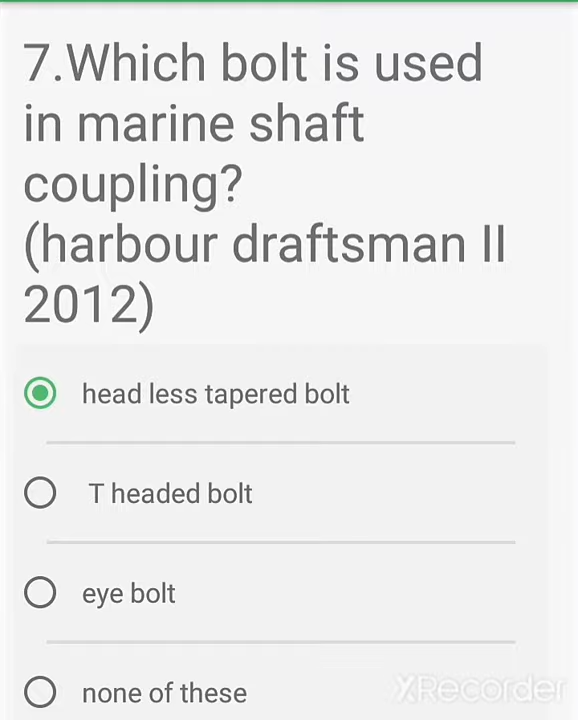 7.Which bolt is used
in marine shaft
coupling?
(harbour draftsman II
2012)
head less tapered bolt
T headed bolt
eye bolt
none of these
XRecorder